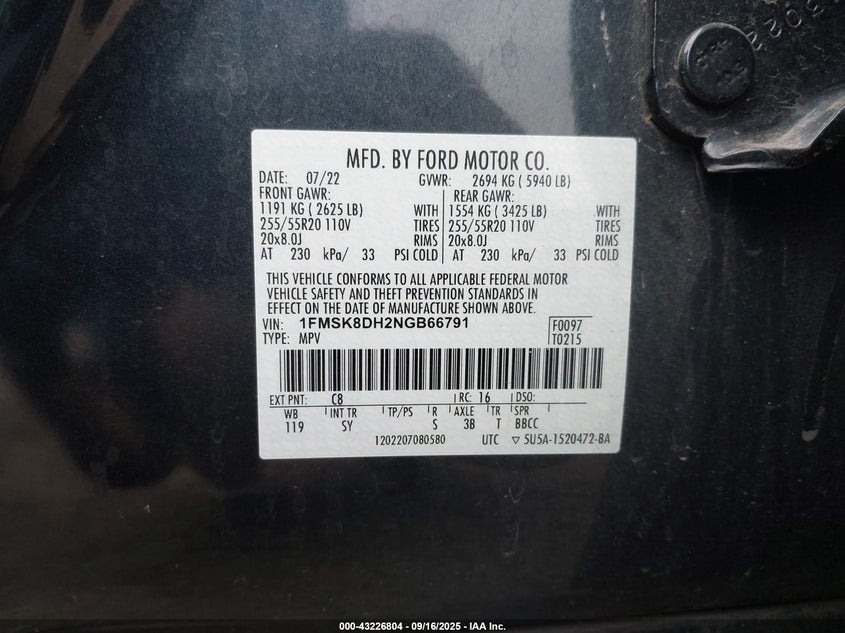 MFD. BY FORD MOTOR CO.
DATE: 07/22 GVWR: 2694 KG ( 5940 LB)
FRONT GAWR: REAR GAWR:
1191 KG ( 2625 LB) WITH 1554 KG ( 3425 LB) WITH
255/55R20 110V TIRES 255/55R20 110V TIRES
20x8.0J RIMS 20x8.0J RIMS
AT 230 kPa/ 33 PSI COLD AT 230 kPa/ 33 PSI COLD
THIS VEHICLE CONFORMS TO ALL APPLICABLE FEDERAL MOTOR
VEHICLE SAFETY AND THEFT PREVENTION STANDARDS IN
EFFECT ON THE DATE OF MANUFACTURE SHOWN ABOVE.
VIN: 1FMSK8DH2NGB66791 F0097
TYPE: MPV T0215
EXT PNT: C8 RC: 16 DSO:
WB INT TR TP/PS R AXLE TR SPR
119 SY S 3B T BBCC
1202207080580 UTC ▽ 5U5A-1520472-BA
000-43226804 - 09/16/2025 - IAA Inc.